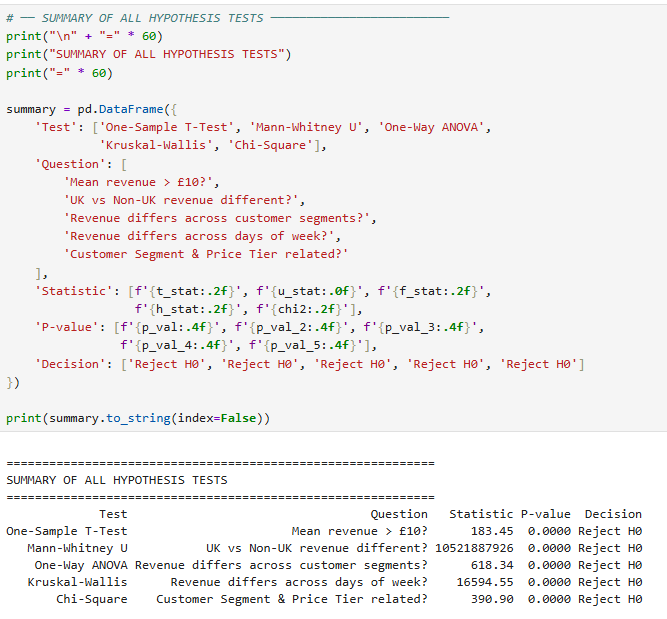 # ── SUMMARY OF ALL HYPOTHESIS TESTS ─────────────────────────
print("\n" + "=" * 60)
print("SUMMARY OF ALL HYPOTHESIS TESTS")
print("=" * 60)

summary = pd.DataFrame({
    'Test': ['One-Sample T-Test', 'Mann-Whitney U', 'One-Way ANOVA',
             'Kruskal-Wallis', 'Chi-Square'],
    'Question': [
        'Mean revenue > £10?',
        'UK vs Non-UK revenue different?',
        'Revenue differs across customer segments?',
        'Revenue differs across days of week?',
        'Customer Segment & Price Tier related?'
    ],
    'Statistic': [f'{t_stat:.2f}', f'{u_stat:.0f}', f'{f_stat:.2f}',
                  f'{h_stat:.2f}', f'{chi2:.2f}'],
    'P-value': [f'{p_val:.4f}', f'{p_val_2:.4f}', f'{p_val_3:.4f}',
                f'{p_val_4:.4f}', f'{p_val_5:.4f}'],
    'Decision': ['Reject H0', 'Reject H0', 'Reject H0', 'Reject H0', 'Reject H0']
})

print(summary.to_string(index=False))

============================================================
SUMMARY OF ALL HYPOTHESIS TESTS
============================================================
             Test                                  Question   Statistic P-value  Decision
One-Sample T-Test                       Mean revenue > £10?      183.45  0.0000 Reject H0
   Mann-Whitney U           UK vs Non-UK revenue different? 10521887926  0.0000 Reject H0
    One-Way ANOVA Revenue differs across customer segments?      618.34  0.0000 Reject H0
   Kruskal-Wallis      Revenue differs across days of week?    16594.55  0.0000 Reject H0
       Chi-Square    Customer Segment & Price Tier related?      390.90  0.0000 Reject H0